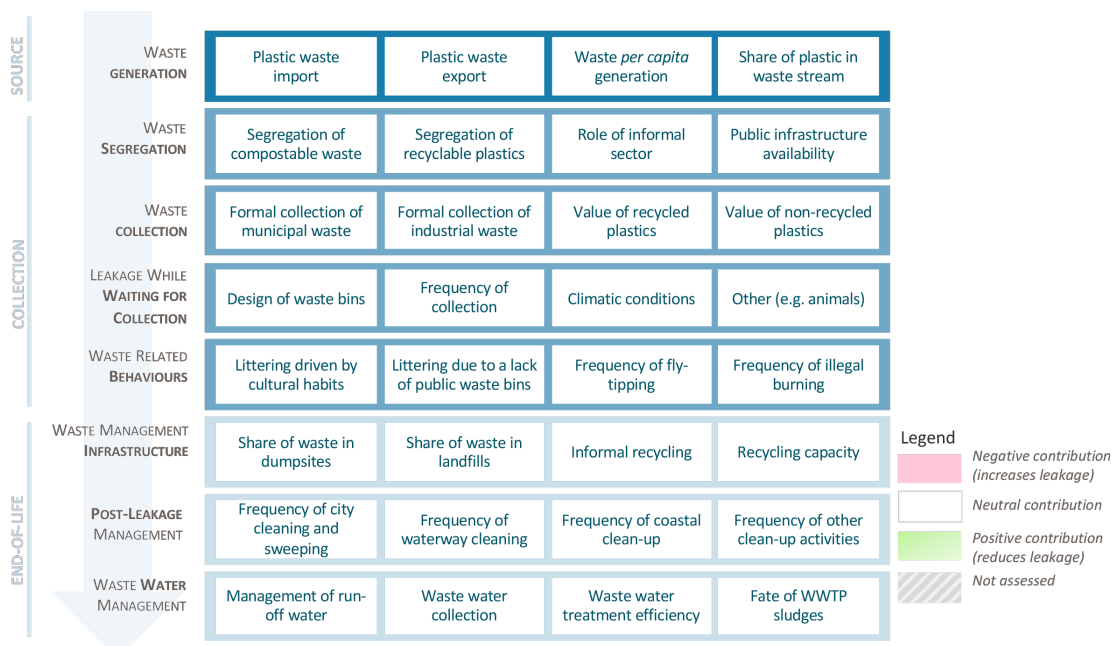 SOURCE
WASTE
GENERATION
Plastic waste
import
Plastic waste
export
Waste per capita
generation
Share of plastic in
waste stream
COLLECTION
WASTE
SEGREGATION
Segregation of
compostable waste
Segregation of
recyclable plastics
Role of informal
sector
Public infrastructure
availability
WASTE
COLLECTION
Formal collection of
municipal waste
Formal collection of
industrial waste
Value of recycled
plastics
Value of non-recycled
plastics
LEAKAGE WHILE
WAITING FOR
COLLECTION
Design of waste bins
Frequency of
collection
Climatic conditions
Other (e.g. animals)
WASTE RELATED
BEHAVIOURS
Littering driven by
cultural habits
Littering due to a lack
of public waste bins
Frequency of fly-
tipping
Frequency of illegal
burning
END-OF-LIFE
WASTE MANAGEMENT
INFRASTRUCTURE
Share of waste in
dumpsites
Share of waste in
landfills
Informal recycling
Recycling capacity
POST-LEAKAGE
MANAGEMENT
Frequency of city
cleaning and
sweeping
Frequency of
waterway cleaning
Frequency of coastal
clean-up
Frequency of other
clean-up activities
WASTE WATER
MANAGEMENT
Management of run-
off water
Waste water
collection
Waste water
treatment efficiency
Fate of WWTP
sludges
Legend
Negative contribution
(increases leakage)
Neutral contribution
Positive contribution
(reduces leakage)
Not assessed